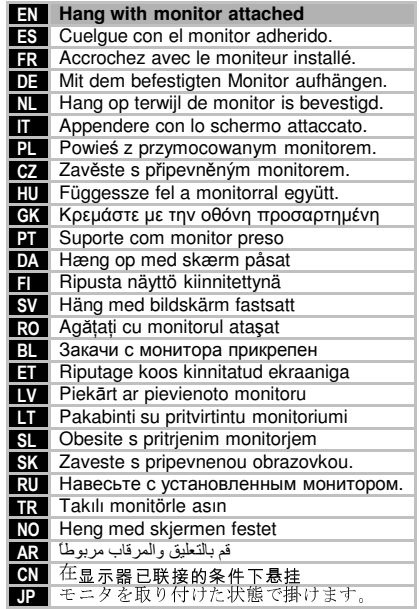 EN Hang with monitor attached
ES Cuelgue con el monitor adherido.
FR Accrochez avec le moniteur installé.
DE Mit dem befestigten Monitor aufhängen.
NL Hang op terwijl de monitor is bevestigd.
IT Appendere con lo schermo attaccato.
PL Powieś z przymocowanym monitorem.
CZ Zavěste s připevněným monitorem.
HU Függessze fel a monitorral együtt.
GK Κρεμάστε με την οθόνη προσαρτημένη
PT Suporte com monitor preso
DA Hæng op med skærm påsat
FI Ripusta näyttö kiinnitettynä
SV Häng med bildskärm fastsatt
RO Agăţaţi cu monitorul ataşat
BL Закачи с монитора прикрепен
ET Riputage koos kinnitatud ekraaniga
LV Piekārt ar pievienoto monitoru
LT Pakabinti su pritvirtintu monitoriumi
SL Obesite s pritrjenim monitorjem
SK Zaveste s pripevnenou obrazovkou.
RU Навесьте с установленным монитором.
TR Takılı monitörle asın
NO Heng med skjermen festet
AR قم بالتعليق والمرقاب مربوطاً
CN 在显示器已联接的条件下悬挂
JP モニタを取り付けた状態で掛けます。